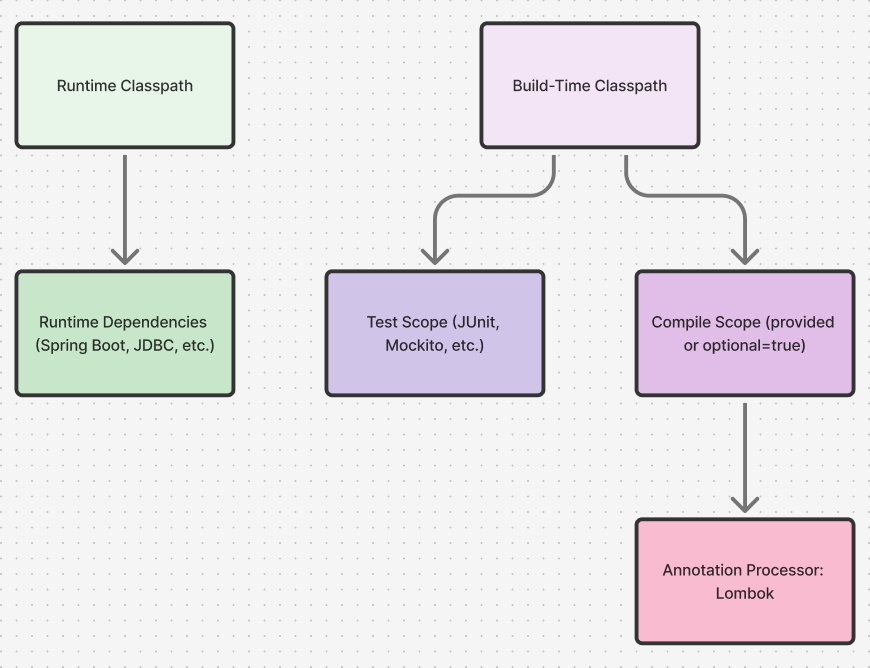 Runtime Classpath
Build-Time Classpath
Runtime Dependencies
(Spring Boot, JDBC, etc.)
Test Scope (JUnit,
Mockito, etc.)
Compile Scope (provided
or optional=true)
Annotation Processor:
Lombok